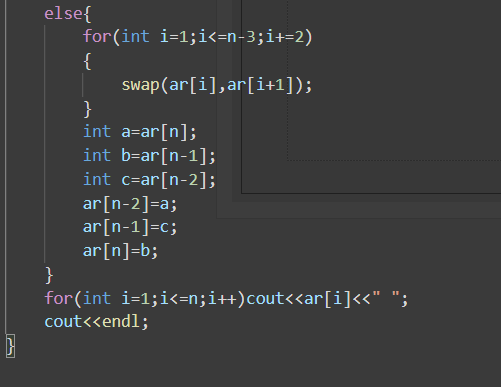 else{
for(int i=1;i<=n-3;i+=2)
{
swap(ar[i],ar[i+1]);
}
int a=ar[n];
int b=ar[n-1];
int c=ar[n-2];
ar[n-2]=a;
ar[n-1]=c;
ar[n]=b;
}
for(int i=1;i<=n;i++)cout<<ar[i]<<" ";
cout<<endl;
}